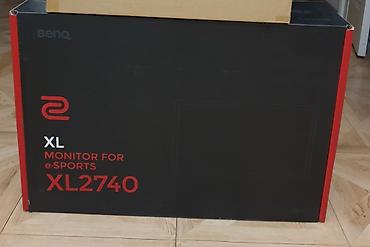 BenQ
XL
MONITOR FOR
e-SPORTS
XL2740